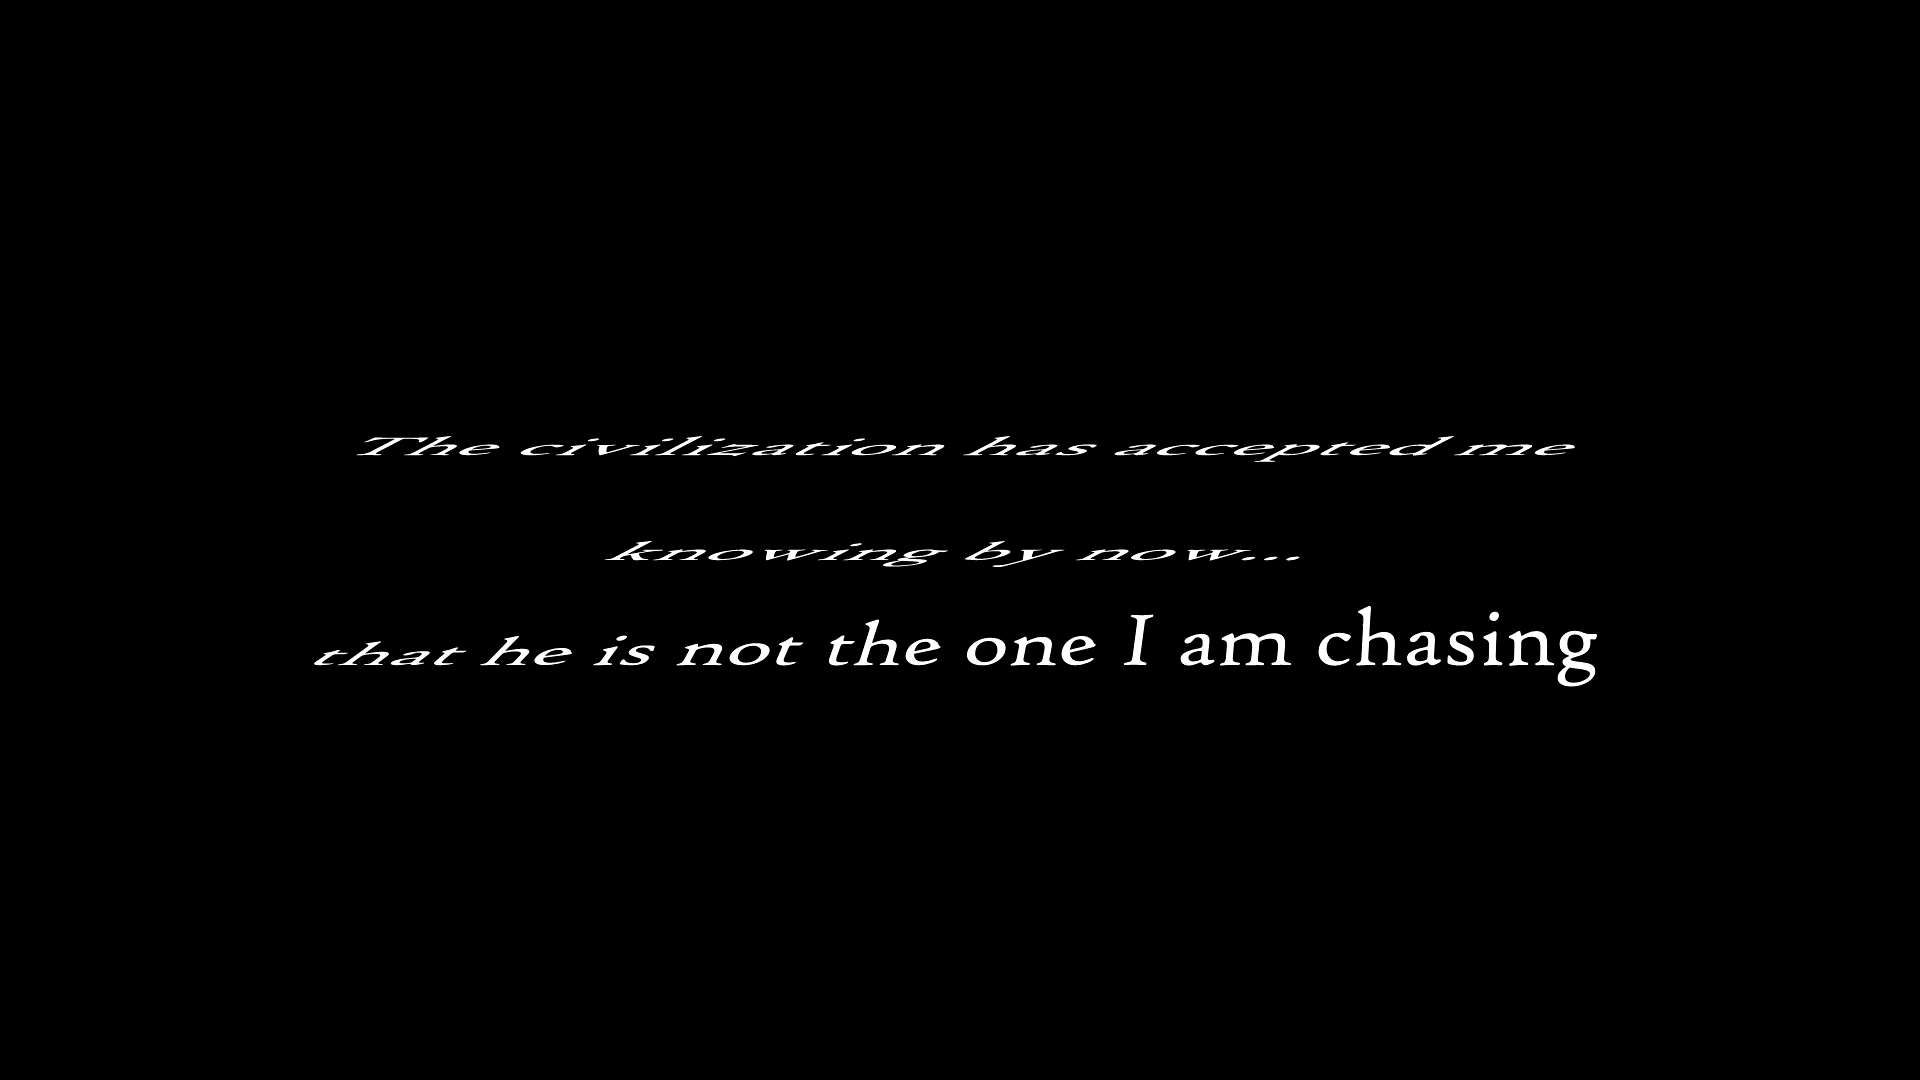 The civilization has accepted me
knowing by now...
that he is not the one I am chasing